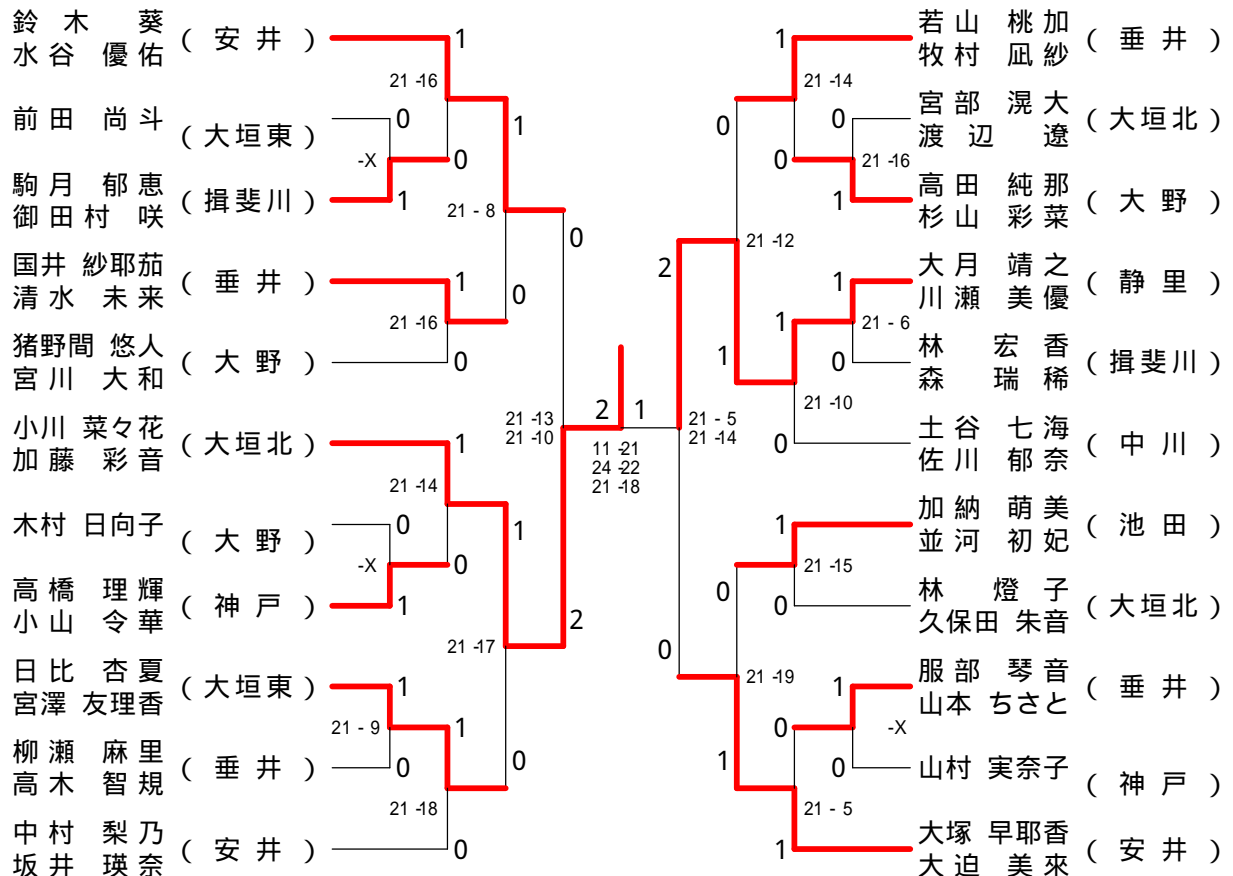 鈴木 葵
水谷 優佑
(安井)
1
21 -16
前田 尚斗
(大垣東)
0
-X
0
駒月 郁恵
御田村 咲
(揖斐川)
1
1
21 - 8
国井 紗耶茄
清水 未来
(垂井)
1
21 -16
0
猪野間 悠人
宮川 大和
(大野)
0
0
小川 菜々花
加藤 彩音
(大垣北)
1
21 -14
木村 日向子
(大野)
0
-X
0
高橋 理輝
小山 令華
(神戸)
1
1
21 -17
日比 杏夏
宮澤 友理香
(大垣東)
1
21 - 9
1
柳瀬 麻里
高木 智規
(垂井)
0
21 -18
0
中村 梨乃
坂井 瑛奈
(安井)
0
2
21 -13
21 -10
2
1
11 -21
24 -22
21 -18
21 - 5
21 -14
2
0
若山 桃加
牧村 凪紗
(垂井)
1
21 -14
0
宮部 滉大
渡辺 遼
(大垣北)
0
21 -16
0
高田 純那
杉山 彩菜
(大野)
1
21 -12
大月 靖之
川瀬 美優
(静里)
1
21 - 6
1
林 宏香
森 瑞稀
(揖斐川)
0
1
21 -10
土谷 七海
佐川 郁奈
(中川)
0
加納 萌美
並河 初妃
(池田)
1
21 -15
0
林 燈子
久保田 朱音
(大垣北)
0
21 -19
服部 琴音
山本 ちさと
(垂井)
1
-X
0
山村 実奈子
(神戸)
0
1
21 - 5
大塚 早耶香
大迫 美來
(安井)
1